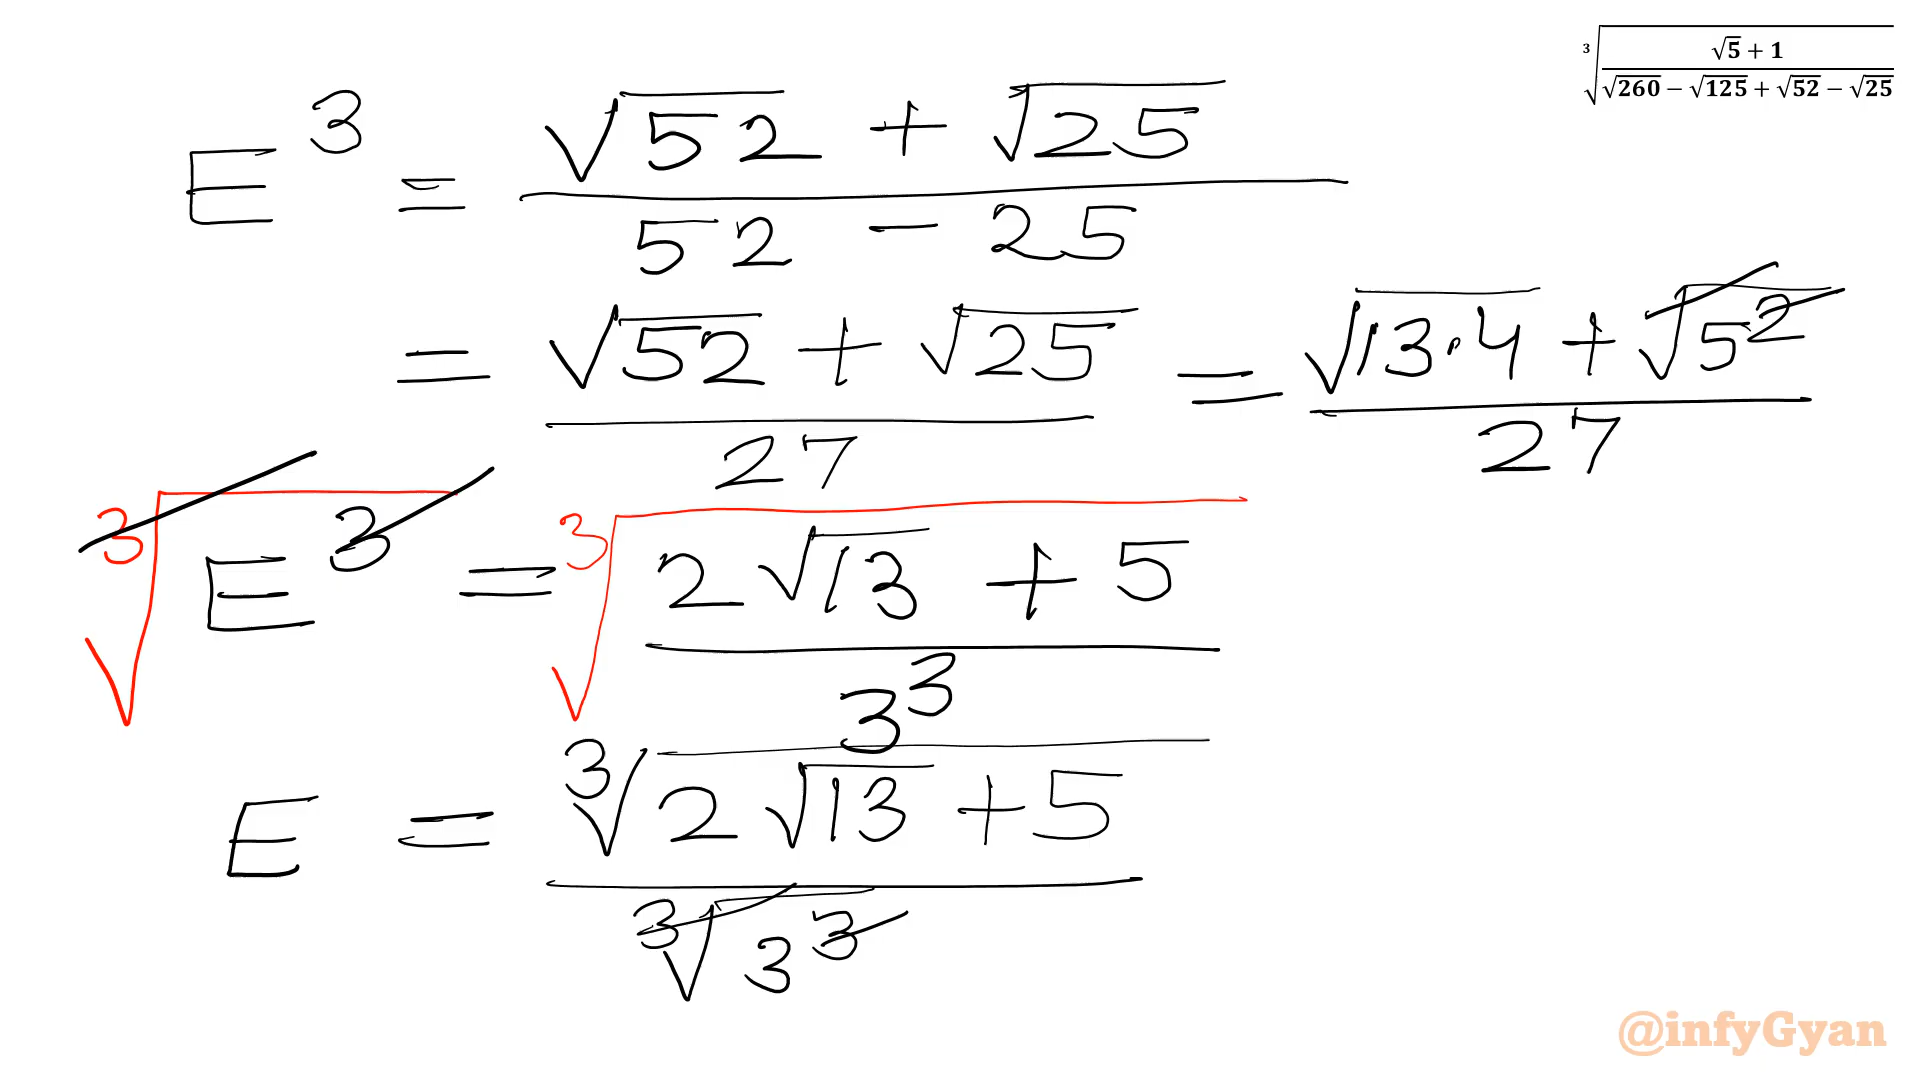 ∛((√5 + 1)/(√260 − √125 + √52 − √25))
E³ = (√52 + √25)/(52 − 25)
= (√52 + √25)/27 = (√(13·4) + √(5²))/27
∛(E³) = ∛((2√13 + 5)/3³)
E = ∛(2√13 + 5)/∛(3³)
@infyGyan